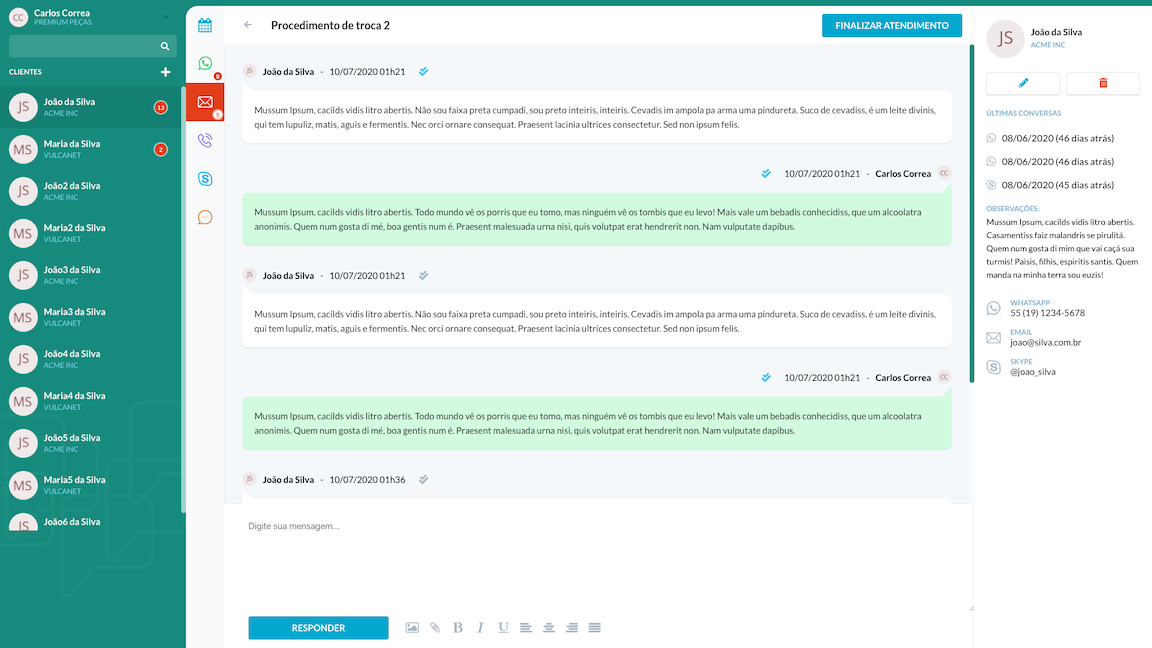 CC
Carlos Correa
PREMIUM PEÇAS
CLIENTES
JS
João da Silva
ACME INC
13
MS
Maria da Silva
VULCANET
2
JS
João2 da Silva
ACME INC
MS
Maria2 da Silva
VULCANET
JS
João3 da Silva
ACME INC
MS
Maria3 da Silva
VULCANET
JS
João4 da Silva
ACME INC
MS
Maria4 da Silva
VULCANET
JS
João5 da Silva
ACME INC
MS
Maria5 da Silva
VULCANET
JS
João6 da Silva
8
5
Procedimento de troca 2
FINALIZAR ATENDIMENTO
JS João da Silva - 10/07/2020 01h21
Mussum Ipsum, cacilds vidis litro abertis. Não sou faixa preta cumpadi, sou preto inteiris, inteiris. Cevadis im ampola pa arma uma pindureta. Suco de cevadiss, é um leite divinis,
qui tem lupuliz, matis, aguis e fermentis. Nec orci ornare consequat. Praesent lacinia ultrices consectetur. Sed non ipsum felis.
10/07/2020 01h21 - Carlos Correa CC
Mussum Ipsum, cacilds vidis litro abertis. Todo mundo vê os porris que eu tomo, mas ninguém vê os tombis que eu levo! Mais vale um bebadis conhecidiss, que um alcoolatra
anonimis. Quem num gosta di mé, boa gentis num é. Praesent malesuada urna nisi, quis volutpat erat hendrerit non. Nam vulputate dapibus.
JS João da Silva - 10/07/2020 01h21
Mussum Ipsum, cacilds vidis litro abertis. Não sou faixa preta cumpadi, sou preto inteiris, inteiris. Cevadis im ampola pa arma uma pindureta. Suco de cevadiss, é um leite divinis,
qui tem lupuliz, matis, aguis e fermentis. Nec orci ornare consequat. Praesent lacinia ultrices consectetur. Sed non ipsum felis.
10/07/2020 01h21 - Carlos Correa CC
Mussum Ipsum, cacilds vidis litro abertis. Todo mundo vê os porris que eu tomo, mas ninguém vê os tombis que eu levo! Mais vale um bebadis conhecidiss, que um alcoolatra
anonimis. Quem num gosta di mé, boa gentis num é. Praesent malesuada urna nisi, quis volutpat erat hendrerit non. Nam vulputate dapibus.
JS João da Silva - 10/07/2020 01h36
Digite sua mensagem...
RESPONDER
B I U
JS
João da Silva
ACME INC
ÚLTIMAS CONVERSAS
08/06/2020 (46 dias atrás)
08/06/2020 (46 dias atrás)
08/06/2020 (45 dias atrás)
OBSERVAÇÕES:
Mussum Ipsum, cacilds vidis litro abertis.
Casamentiss faiz malandris se pirulitá.
Quem num gosta di mim que vai caçá sua
turmis! Paisis, filhis, espiritis santis. Quem
manda na minha terra sou euzis!
WHATSAPP
55 (19) 1234-5678
EMAIL
joao@silva.com.br
SKYPE
@joao_silva